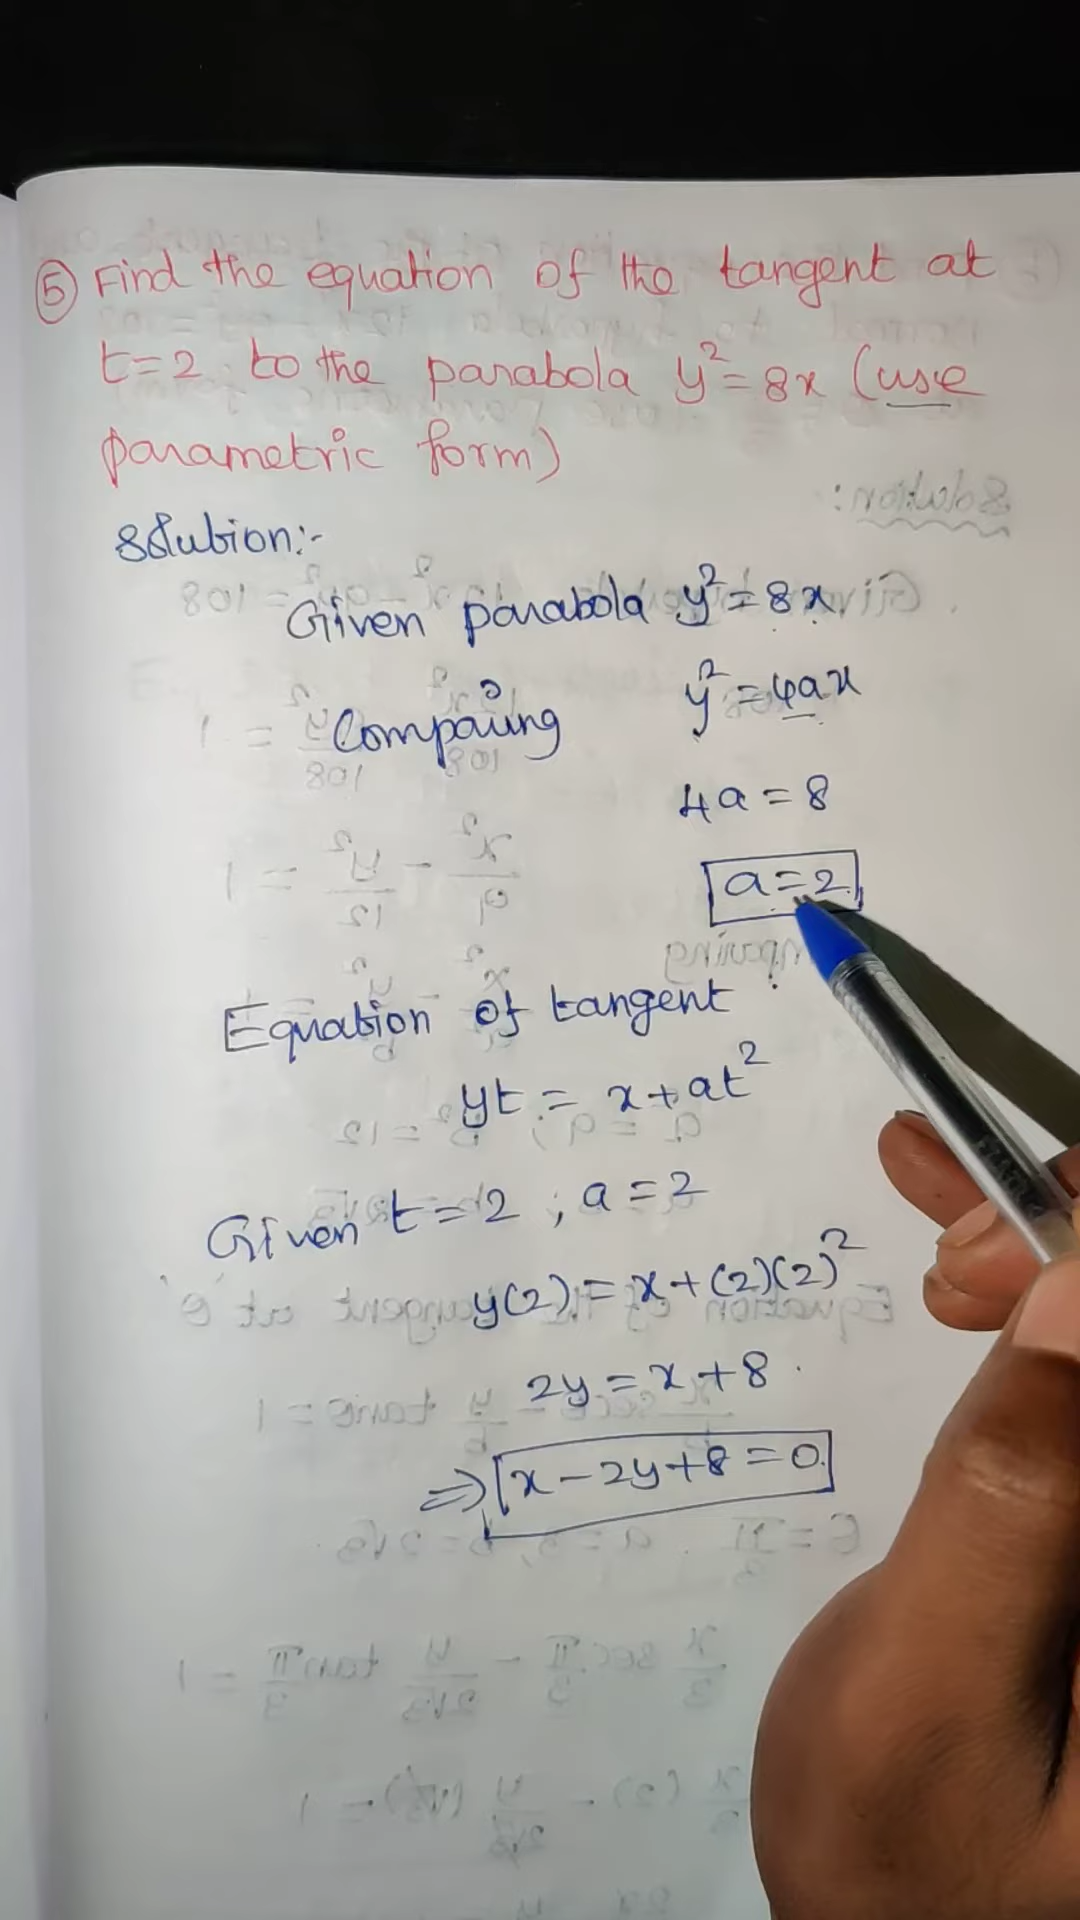 ⑤ Find the equation of the tangent at
t=2 to the parabola y²=8x (use
parametric form)
Solution:-
Given parabola y²=8x
Comparing y²=4ax
4a=8
a=2
Equation of tangent
yt = x+at²
Given t=2, a=2
y(2)=x+(2)(2)²
2y=x+8
⇒ x-2y+8=0